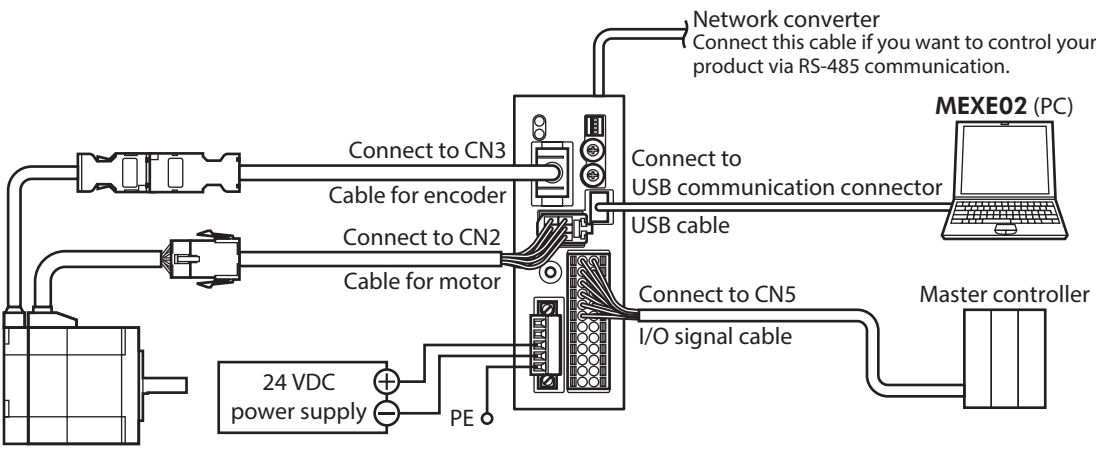 Network converter
Connect this cable if you want to control your
product via RS-485 communication.
MEXE02 (PC)
Connect to CN3
Cable for encoder
Connect to
USB communication connector
USB cable
Connect to CN2
Cable for motor
Connect to CN5
I/O signal cable
Master controller
24 VDC
power supply
+
−
PE